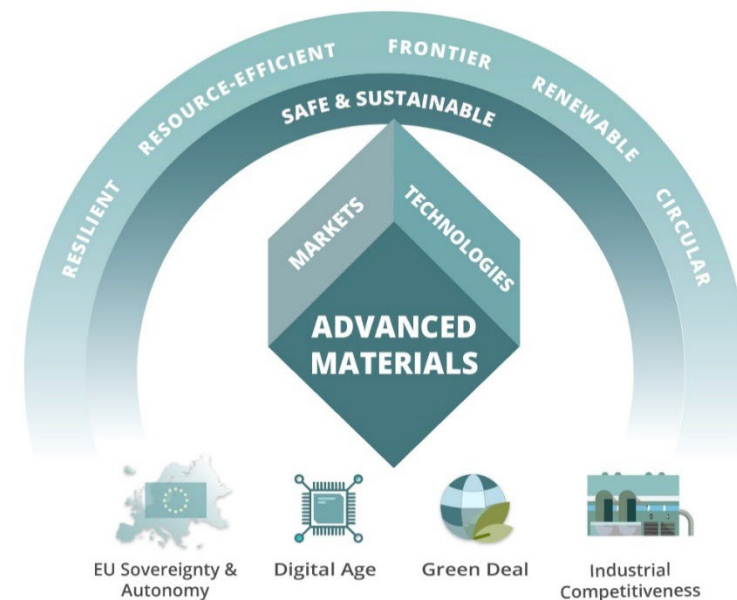 RESILIENT
RESOURCE-EFFICIENT
FRONTIER
RENEWABLE
CIRCULAR
SAFE & SUSTAINABLE
MARKETS
TECHNOLOGIES
ADVANCED
MATERIALS
EU Sovereignty &
Autonomy
Digital Age
Green Deal
Industrial
Competitiveness